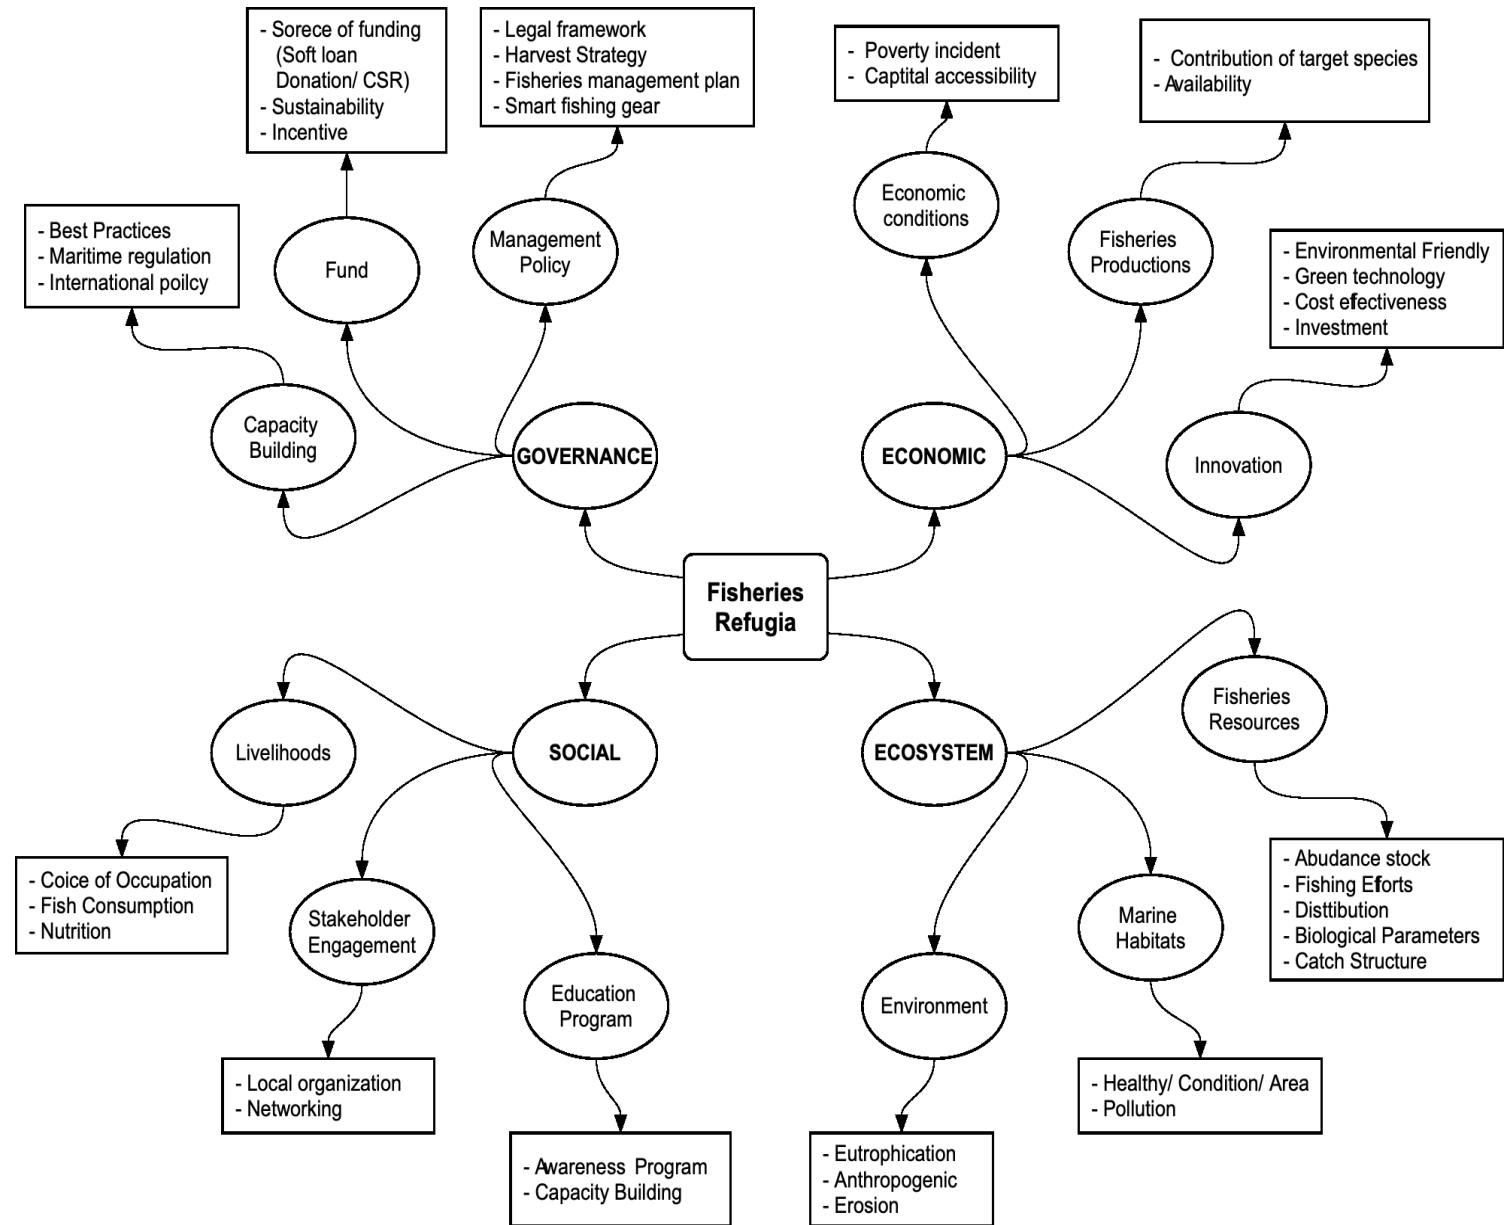 - Sorece of funding
(Soft loan
Donation/ CSR)
- Sustainability
- Incentive
- Legal framework
- Harvest Strategy
- Fisheries management plan
- Smart fishing gear
- Poverty incident
- Captital accessibility
- Contribution of target species
- Availability
- Best Practices
- Maritime regulation
- International poilcy
Fund
Management
Policy
Economic
conditions
Fisheries
Productions
- Environmental Friendly
- Green technology
- Cost efectiveness
- Investment
Capacity
Building
GOVERNANCE
ECONOMIC
Innovation
Fisheries
Refugia
Livelihoods
SOCIAL
ECOSYSTEM
Fisheries
Resources
- Coice of Occupation
- Fish Consumption
- Nutrition
Stakeholder
Engagement
Marine
Habitats
- Abudance stock
- Fishing Eforts
- Disttibution
- Biological Parameters
- Catch Structure
Education
Program
Environment
- Local organization
- Networking
- Healthy/ Condition/ Area
- Pollution
- Awareness Program
- Capacity Building
- Eutrophication
- Anthropogenic
- Erosion